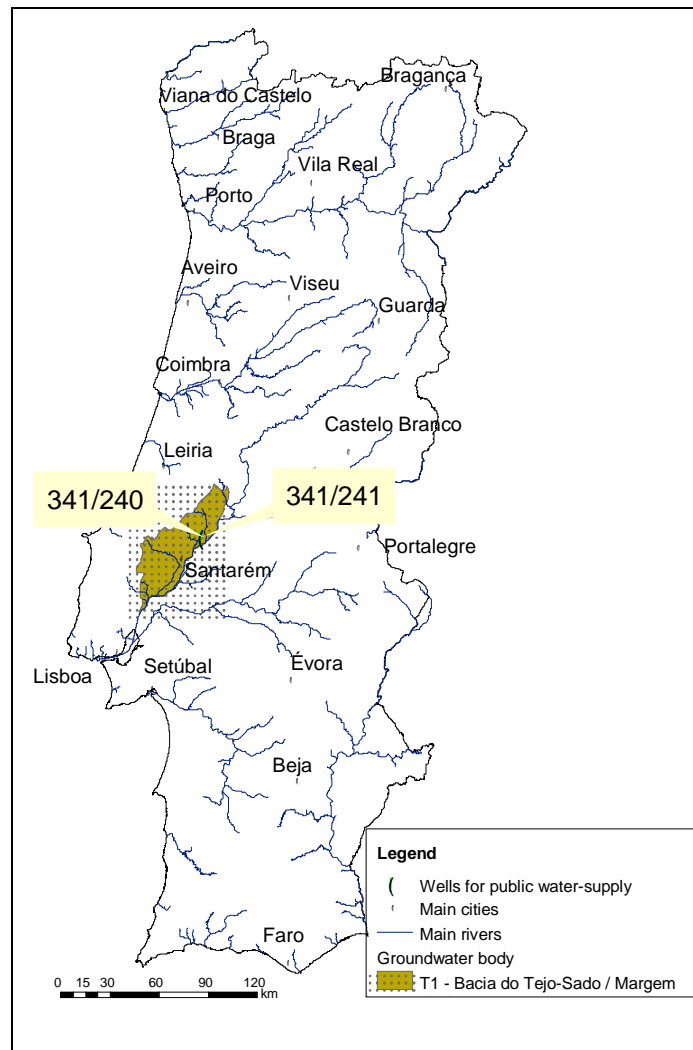 Bragança
Viana do Castelo
Braga
Vila Real
Porto
Aveiro
Viseu
Guarda
Coimbra
Castelo Branco
Leiria
341/240
341/241
Portalegre
Santarém
Lisboa
Setúbal
Évora
Beja
Faro
Legend
Wells for public water-supply
Main cities
Main rivers
Groundwater body
T1 - Bacia do Tejo-Sado / Margem
0 15 30 60 90 120
km